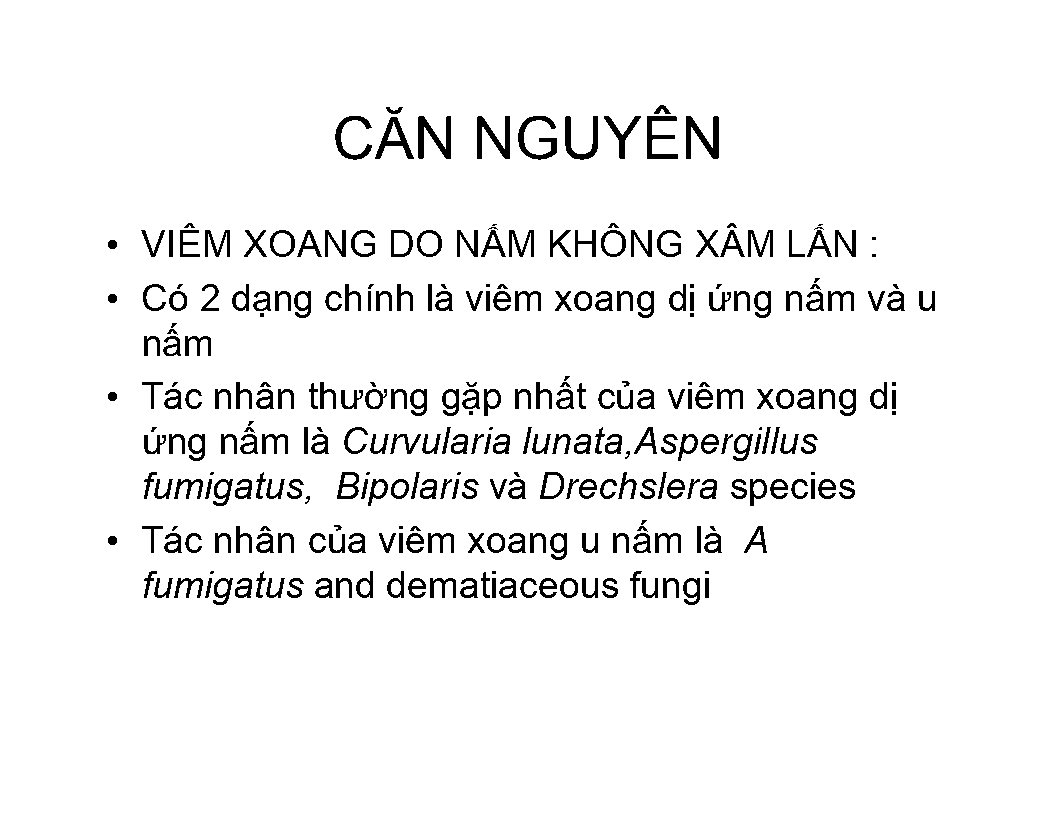 CĂN NGUYÊN
• VIÊM XOANG DO NẤM KHÔNG XÂM LẤN :
• Có 2 dạng chính là viêm xoang dị ứng nấm và u
nấm
• Tác nhân thường gặp nhất của viêm xoang dị
ứng nấm là Curvularia lunata,Aspergillus
fumigatus,  Bipolaris và Drechslera species
• Tác nhân của viêm xoang u nấm là  A
fumigatus and dematiaceous fungi